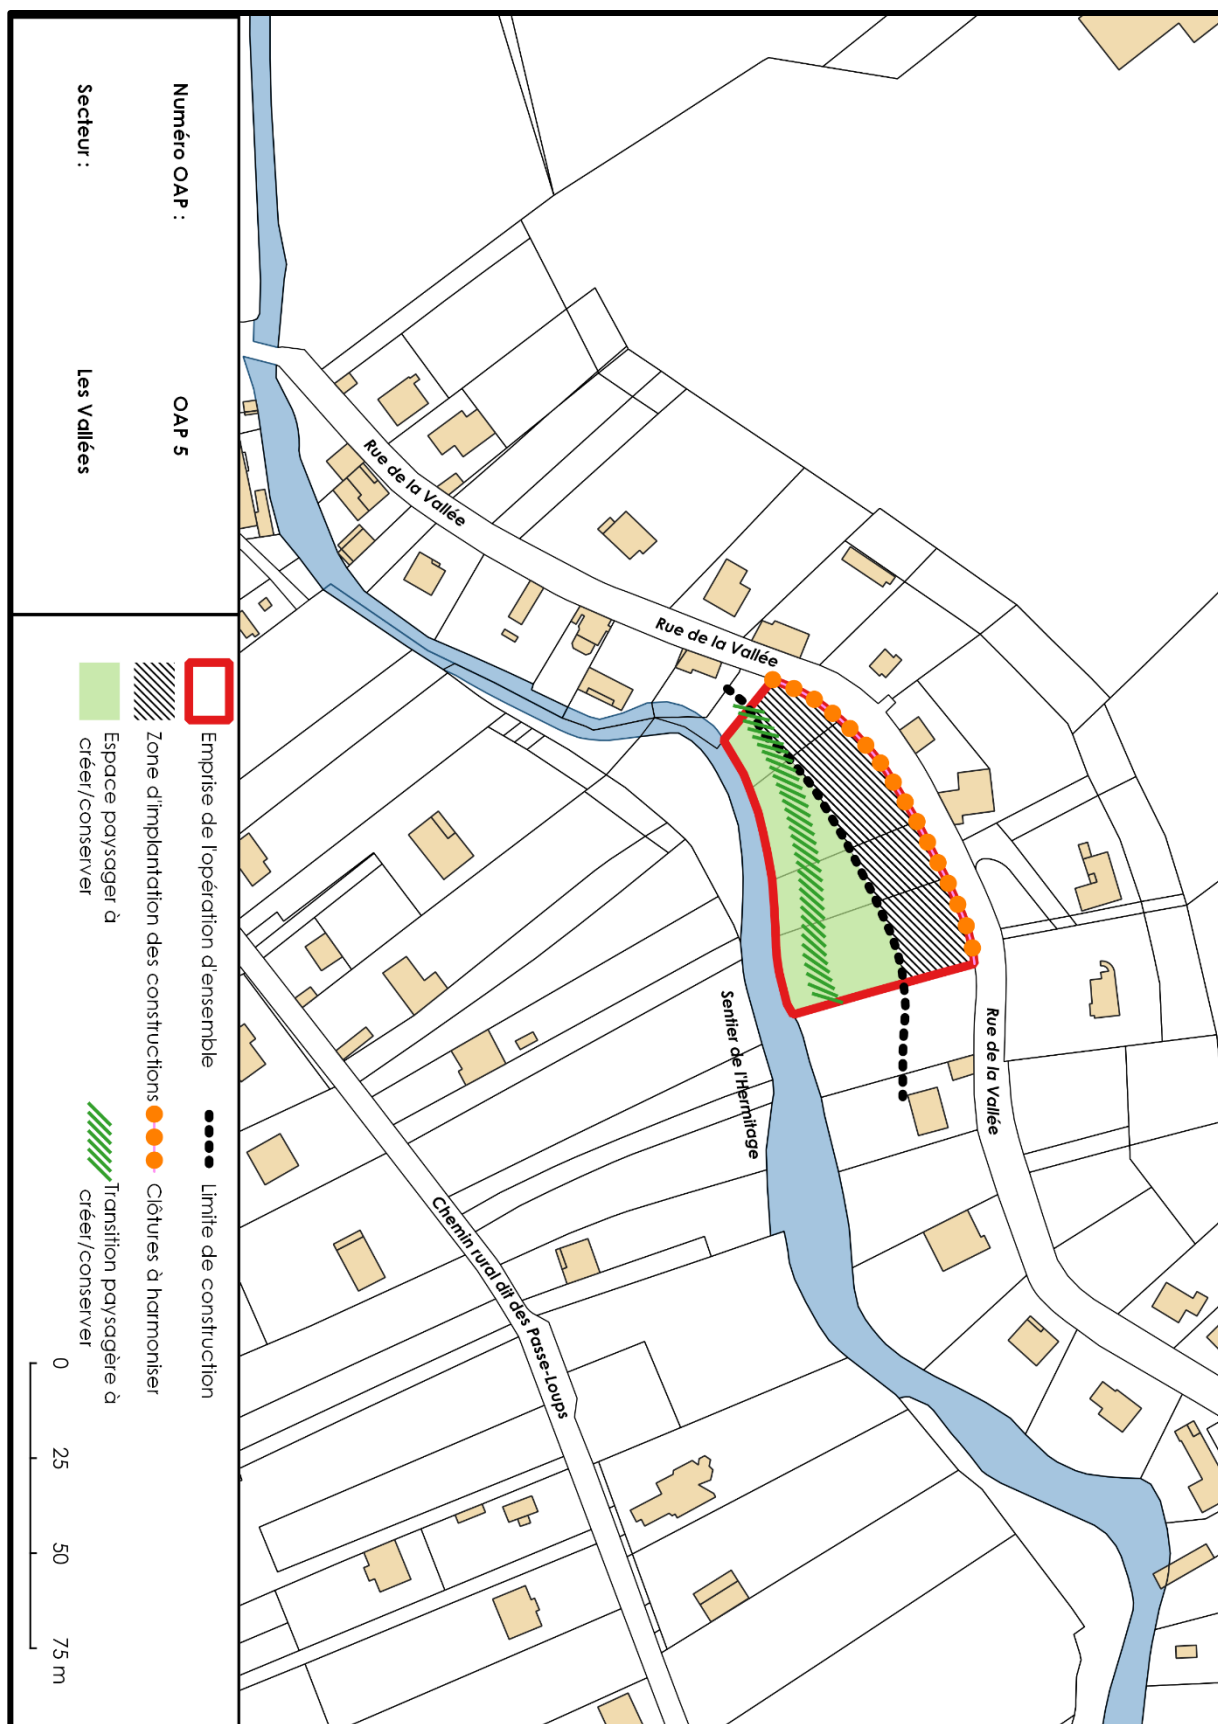 Rue de la Vallée
Rue de la Vallée
Rue de la Vallée
Sentier de l'Hermitage
Chemin rural dit des Passe-Loups
Numéro OAP : OAP 5
Secteur : Les Vallées
Emprise de l'opération d'ensemble
Zone d'implantation des constructions
Espace paysager à
créer/conserver
Limite de construction
Clôtures à harmoniser
Transition paysagère à
créer/conserver
0 25 50 75 m